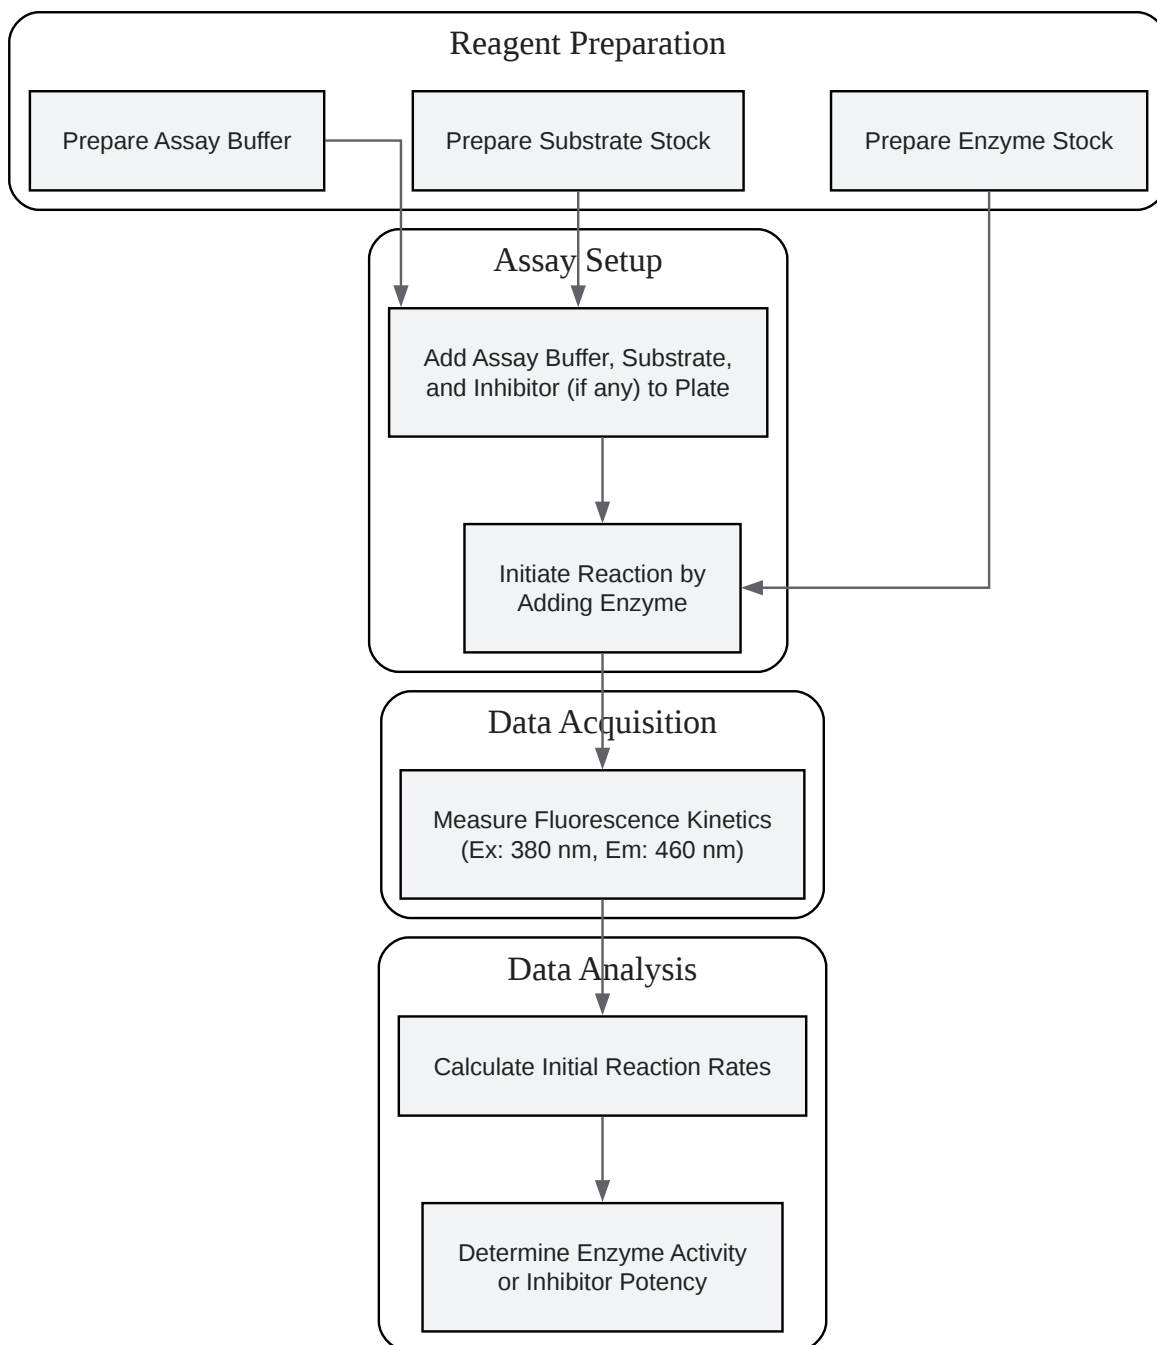 Reagent Preparation
Prepare Assay Buffer
Prepare Substrate Stock
Prepare Enzyme Stock
Assay Setup
Add Assay Buffer, Substrate,
and Inhibitor (if any) to Plate
Initiate Reaction by
Adding Enzyme
Data Acquisition
Measure Fluorescence Kinetics
(Ex: 380 nm, Em: 460 nm)
Data Analysis
Calculate Initial Reaction Rates
Determine Enzyme Activity
or Inhibitor Potency